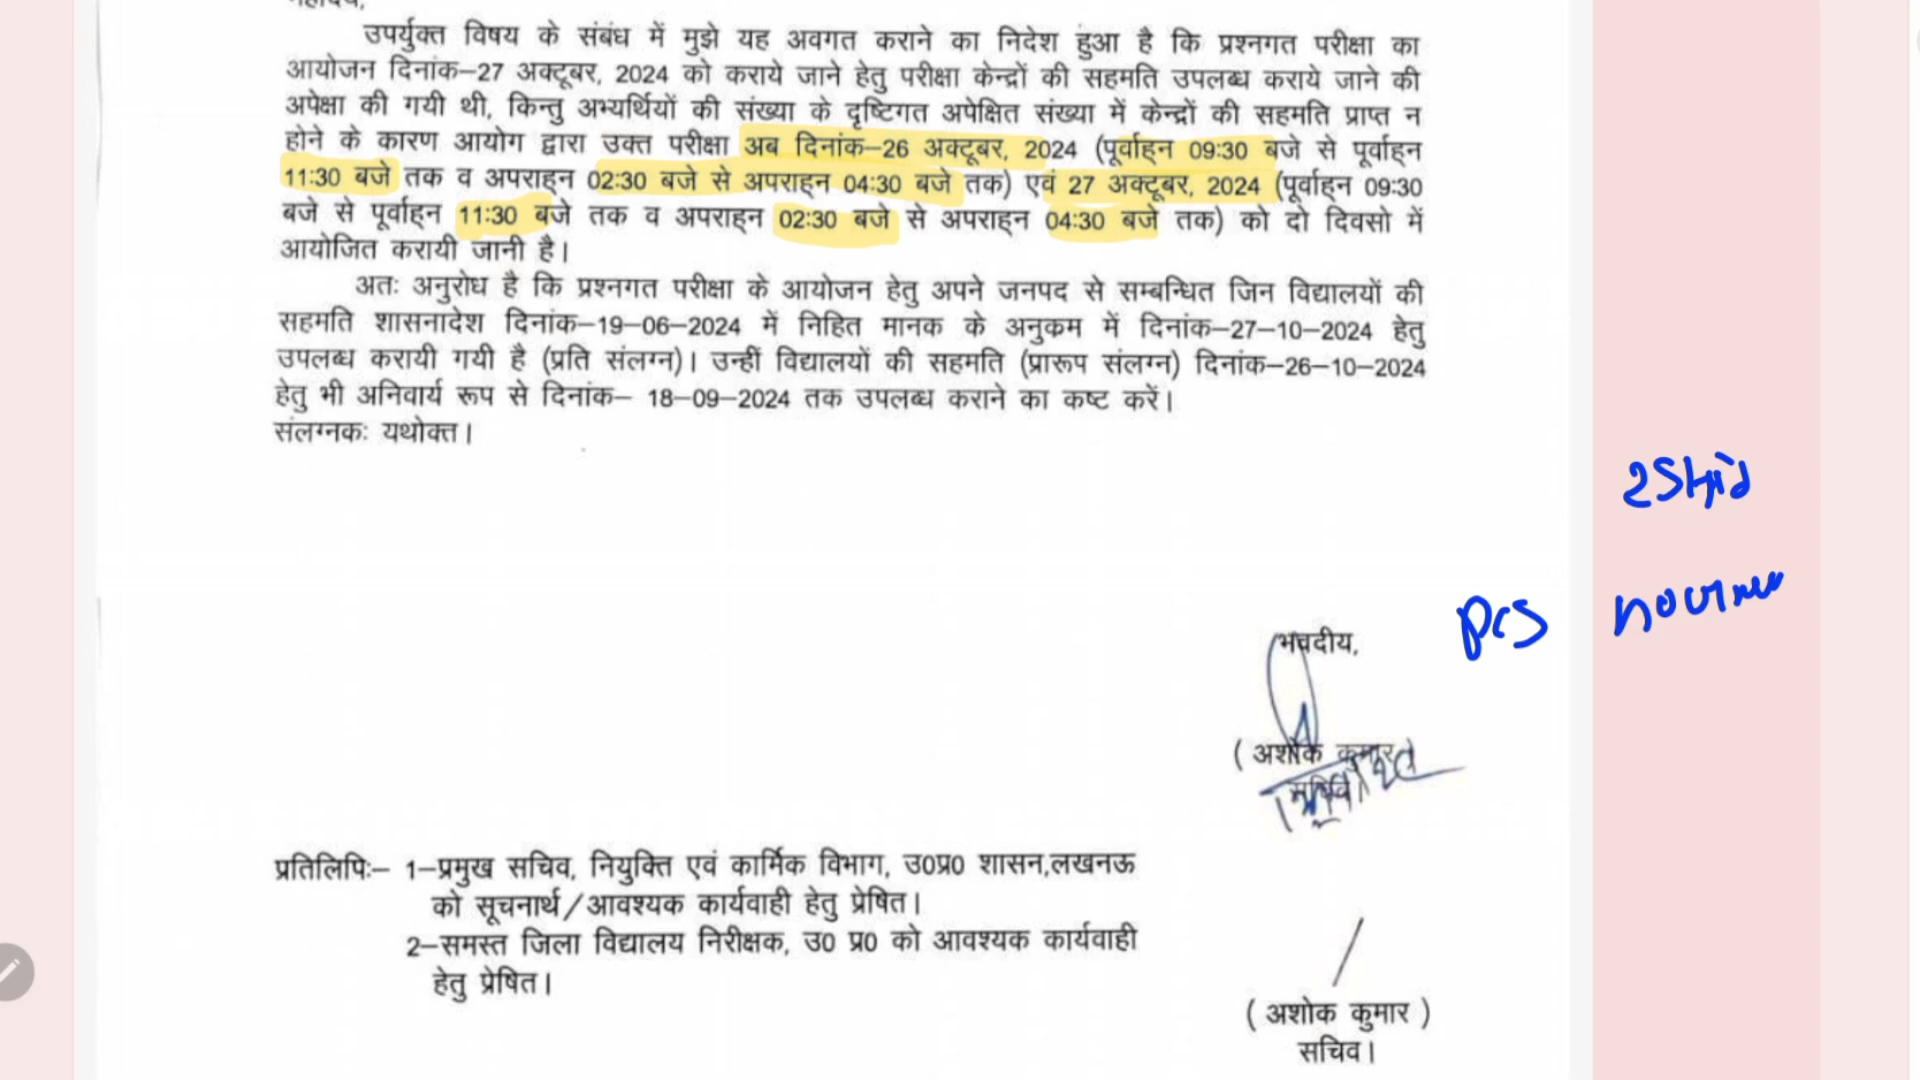 महोदय,
उपर्युक्त विषय के संबंध में मुझे यह अवगत कराने का निदेश हुआ है कि प्रश्नगत परीक्षा का
आयोजन दिनांक–27 अक्टूबर, 2024 को कराये जाने हेतु परीक्षा केन्द्रों की सहमति उपलब्ध कराये जाने की
अपेक्षा की गयी थी, किन्तु अभ्यर्थियों की संख्या के दृष्टिगत अपेक्षित संख्या में केन्द्रों की सहमति प्राप्त न
होने के कारण आयोग द्वारा उक्त परीक्षा अब दिनांक–26 अक्टूबर, 2024 (पूर्वाह्न 09:30 बजे से पूर्वाह्न
11:30 बजे तक व अपराह्न 02:30 बजे से अपराह्न 04:30 बजे तक) एवं 27 अक्टूबर, 2024 (पूर्वाह्न 09:30
बजे से पूर्वाह्न 11:30 बजे तक व अपराह्न 02:30 बजे से अपराह्न 04:30 बजे तक) को दो दिवसो में
आयोजित करायी जानी है।
अतः अनुरोध है कि प्रश्नगत परीक्षा के आयोजन हेतु अपने जनपद से सम्बन्धित जिन विद्यालयों की
सहमति शासनादेश दिनांक–19–06–2024 में निहित मानक के अनुक्रम में दिनांक–27–10–2024 हेतु
उपलब्ध करायी गयी है (प्रति संलग्न)। उन्हीं विद्यालयों की सहमति (प्रारूप संलग्न) दिनांक–26–10–2024
हेतु भी अनिवार्य रूप से दिनांक– 18–09–2024 तक उपलब्ध कराने का कष्ट करें।
संलग्नकः यथोक्त।
pcs
भवदीय,
( अशोक कुमार )
सचिव।
प्रतिलिपिः– 1–प्रमुख सचिव, नियुक्ति एवं कार्मिक विभाग, उ0प्र0 शासन,लखनऊ
को सूचनार्थ/आवश्यक कार्यवाही हेतु प्रेषित।
2–समस्त जिला विद्यालय निरीक्षक, उ0 प्र0 को आवश्यक कार्यवाही
हेतु प्रेषित।
( अशोक कुमार )
सचिव।